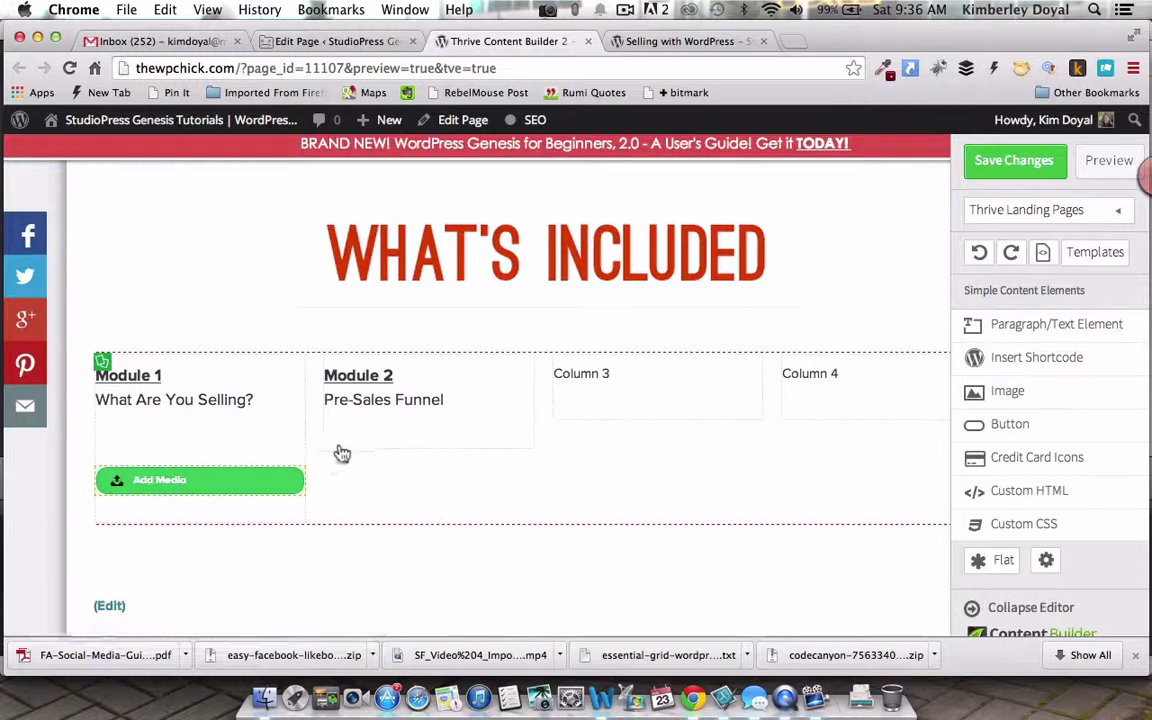 Chrome File Edit View History Bookmarks Window Help 2 99% Sat 9:36 AM Kimberley Doyal
Inbox (252) – kimdoyal@ Edit Page ‹ StudioPress Gen Thrive Content Builder 2 - Selling with WordPress – S
thewpchick.com/?page_id=11107&preview=true&tve=true
Apps New Tab Pin It Imported From Firef Maps RebelMouse Post Rumi Quotes + bitmark Other Bookmarks
StudioPress Genesis Tutorials | WordPress... 0 + New Edit Page SEO Howdy, Kim Doyal
BRAND NEW! WordPress Genesis for Beginners, 2.0 - A User's Guide! Get it TODAY!
Save Changes Preview
Thrive Landing Pages
Templates
WHAT'S INCLUDED
Simple Content Elements
Paragraph/Text Element
Insert Shortcode
Image
Button
Credit Card Icons
Custom HTML
Custom CSS
Flat
Collapse Editor
Content Builder
Module 1 Module 2 Column 3 Column 4
What Are You Selling? Pre-Sales Funnel
Add Media
(Edit)
FA-Social-Media-Gui....pdf easy-facebook-likebo....zip SF_Video%204_Impo....mp4 essential-grid-wordpr....txt codecanyon-7563340....zip Show All